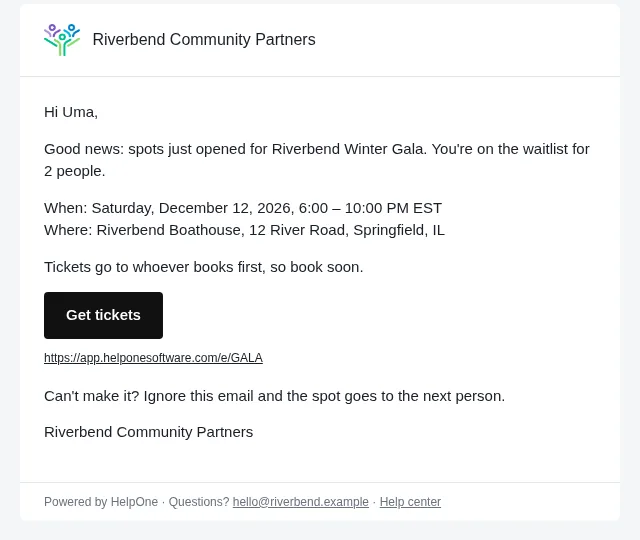 Riverbend Community Partners
Hi Uma,
Good news: spots just opened for Riverbend Winter Gala. You're on the waitlist for
2 people.
When: Saturday, December 12, 2026, 6:00 – 10:00 PM EST
Where: Riverbend Boathouse, 12 River Road, Springfield, IL
Tickets go to whoever books first, so book soon.
Get tickets
https://app.helponesoftware.com/e/GALA
Can't make it? Ignore this email and the spot goes to the next person.
Riverbend Community Partners
Powered by HelpOne · Questions? hello@riverbend.example · Help center